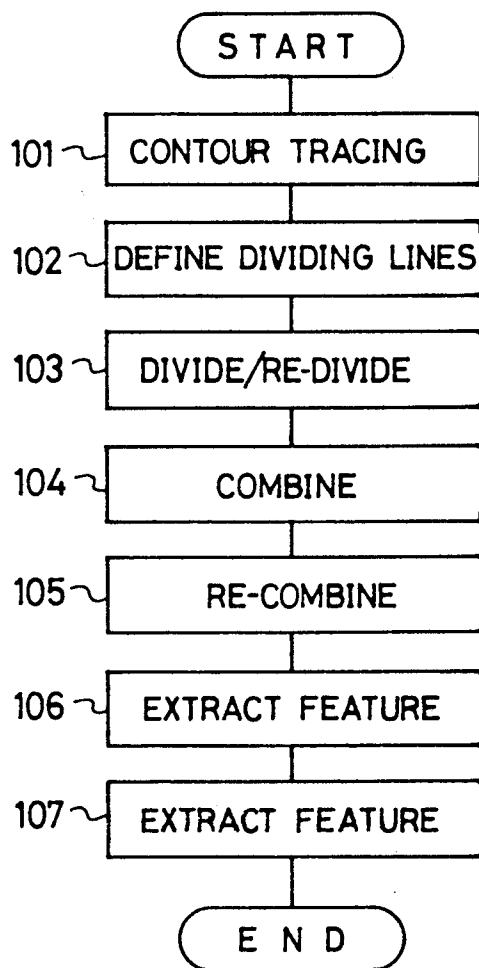 START
101 CONTOUR TRACING
102 DEFINE DIVIDING LINES
103 DIVIDE/RE-DIVIDE
104 COMBINE
105 RE-COMBINE
106 EXTRACT FEATURE
107 EXTRACT FEATURE
END